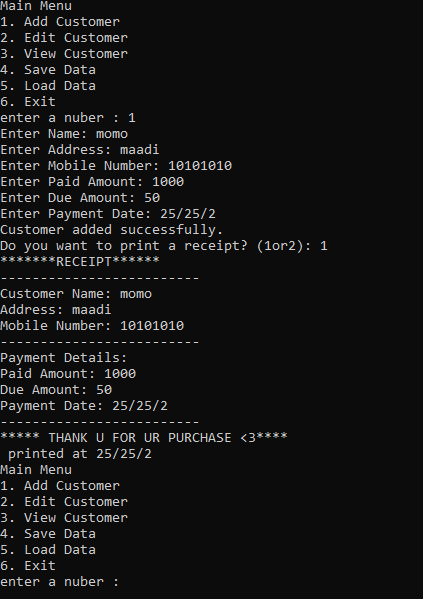 Main Menu
1. Add Customer
2. Edit Customer
3. View Customer
4. Save Data
5. Load Data
6. Exit
enter a nuber : 1
Enter Name: momo
Enter Address: maadi
Enter Mobile Number: 10101010
Enter Paid Amount: 1000
Enter Due Amount: 50
Enter Payment Date: 25/25/2
Customer added successfully.
Do you want to print a receipt? (1or2): 1
*******RECEIPT******
-------------------------
Customer Name: momo
Address: maadi
Mobile Number: 10101010
-------------------------
Payment Details:
Paid Amount: 1000
Due Amount: 50
Payment Date: 25/25/2
-------------------------
***** THANK U FOR UR PURCHASE <3****
 printed at 25/25/2
Main Menu
1. Add Customer
2. Edit Customer
3. View Customer
4. Save Data
5. Load Data
6. Exit
enter a nuber :